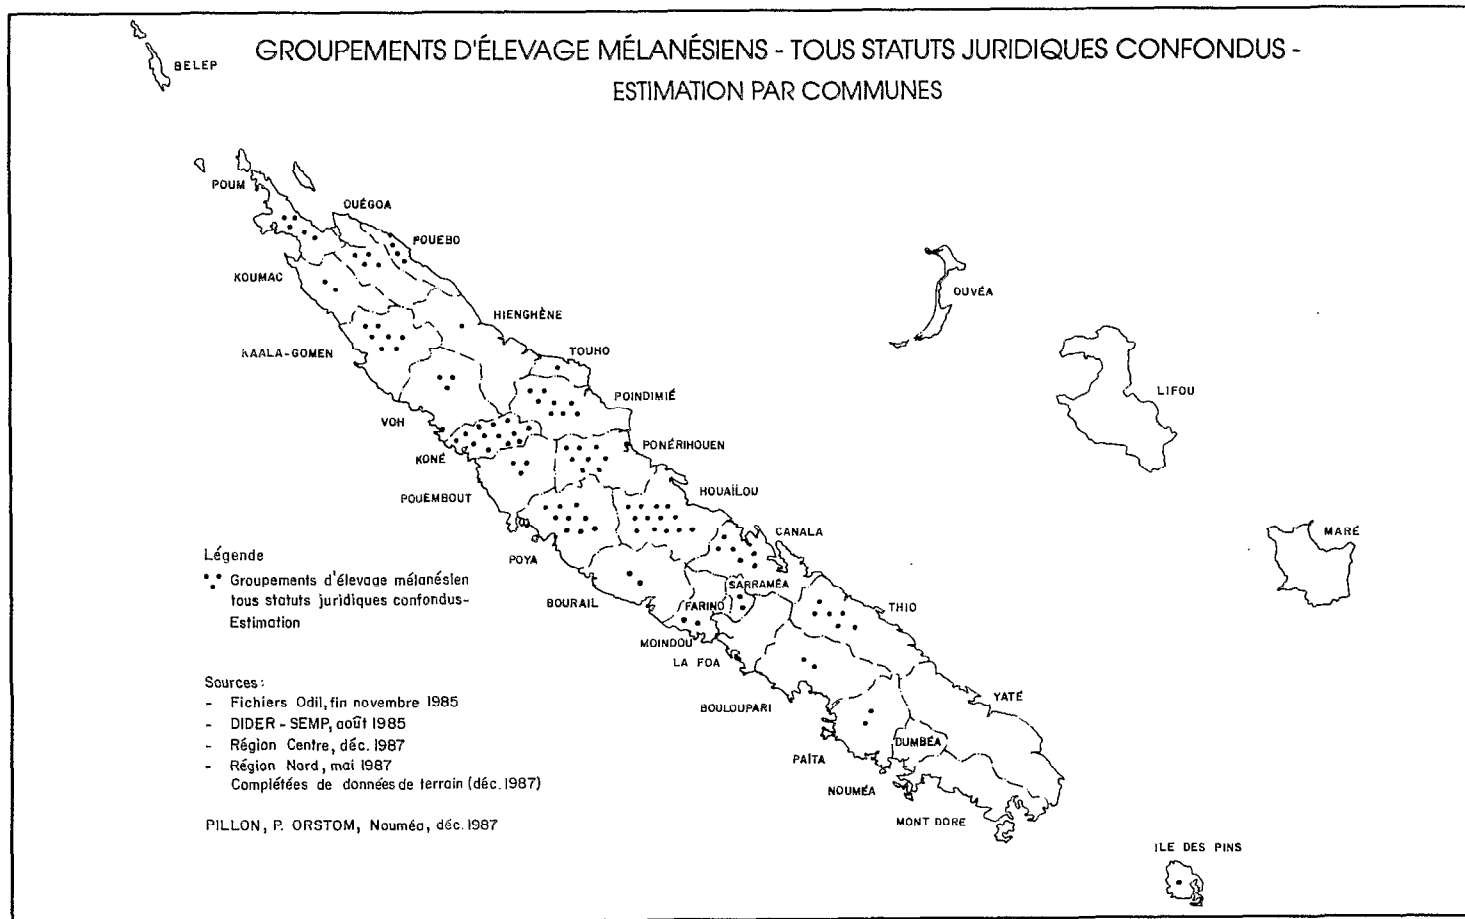 GROUPEMENTS D'ÉLEVAGE MÉLANÉSIENS - TOUS STATUTS JURIDIQUES CONFONDUS -
ESTIMATION PAR COMMUNES
BELEP
POUM
OUÉGOA
POUEBO
KOUMAC
HIENGHÈNE
OUVÉA
KAALA-GOMEN
TOUHO
LIFOU
POINDIMIÉ
VOH
PONÉRIHOUEN
KONÉ
POUEMBOUT
HOUAÏLOU
CANALA
MARÉ
POYA
SARRAMÉA
BOURAIL
FARINO
THIO
MOINDOU
LA FOA
YATÉ
BOULOUPARI
DUMBÉA
PAÏTA
NOUMÉA
MONT DORE
ILE DES PINS
Légende
Groupements d'élevage mélanésien
tous statuts juridiques confondus-
Estimation
Sources:
- Fichiers Odil, fin novembre 1985
- DIDER - SEMP, août 1985
- Région Centre, déc. 1987
- Région Nord, mai 1987
Complétées de données de terrain (déc. 1987)
PILLON, P. ORSTOM, Nouméa, déc. 1987